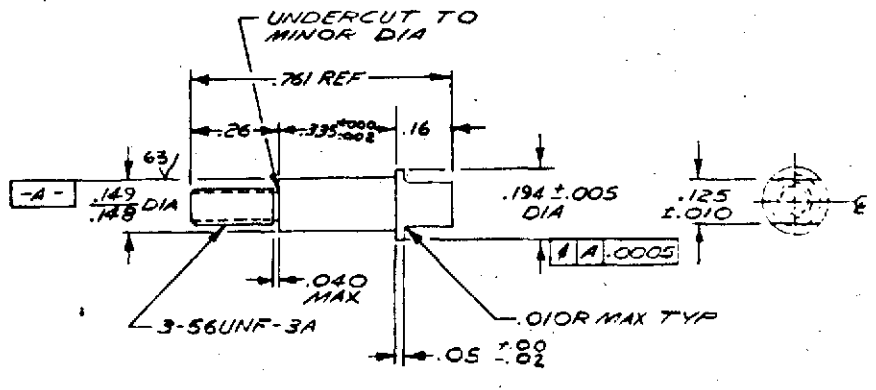 UNDERCUT TO
MINOR DIA
.761 REF
.26
.335 +.000 -.002
.16
63
-A-
.149
.148 DIA
.194 ±.005
DIA
.125
±.010
A .0005
.040
MAX
3-56UNF-3A
.010R MAX TYP
.05 +.00 -.02